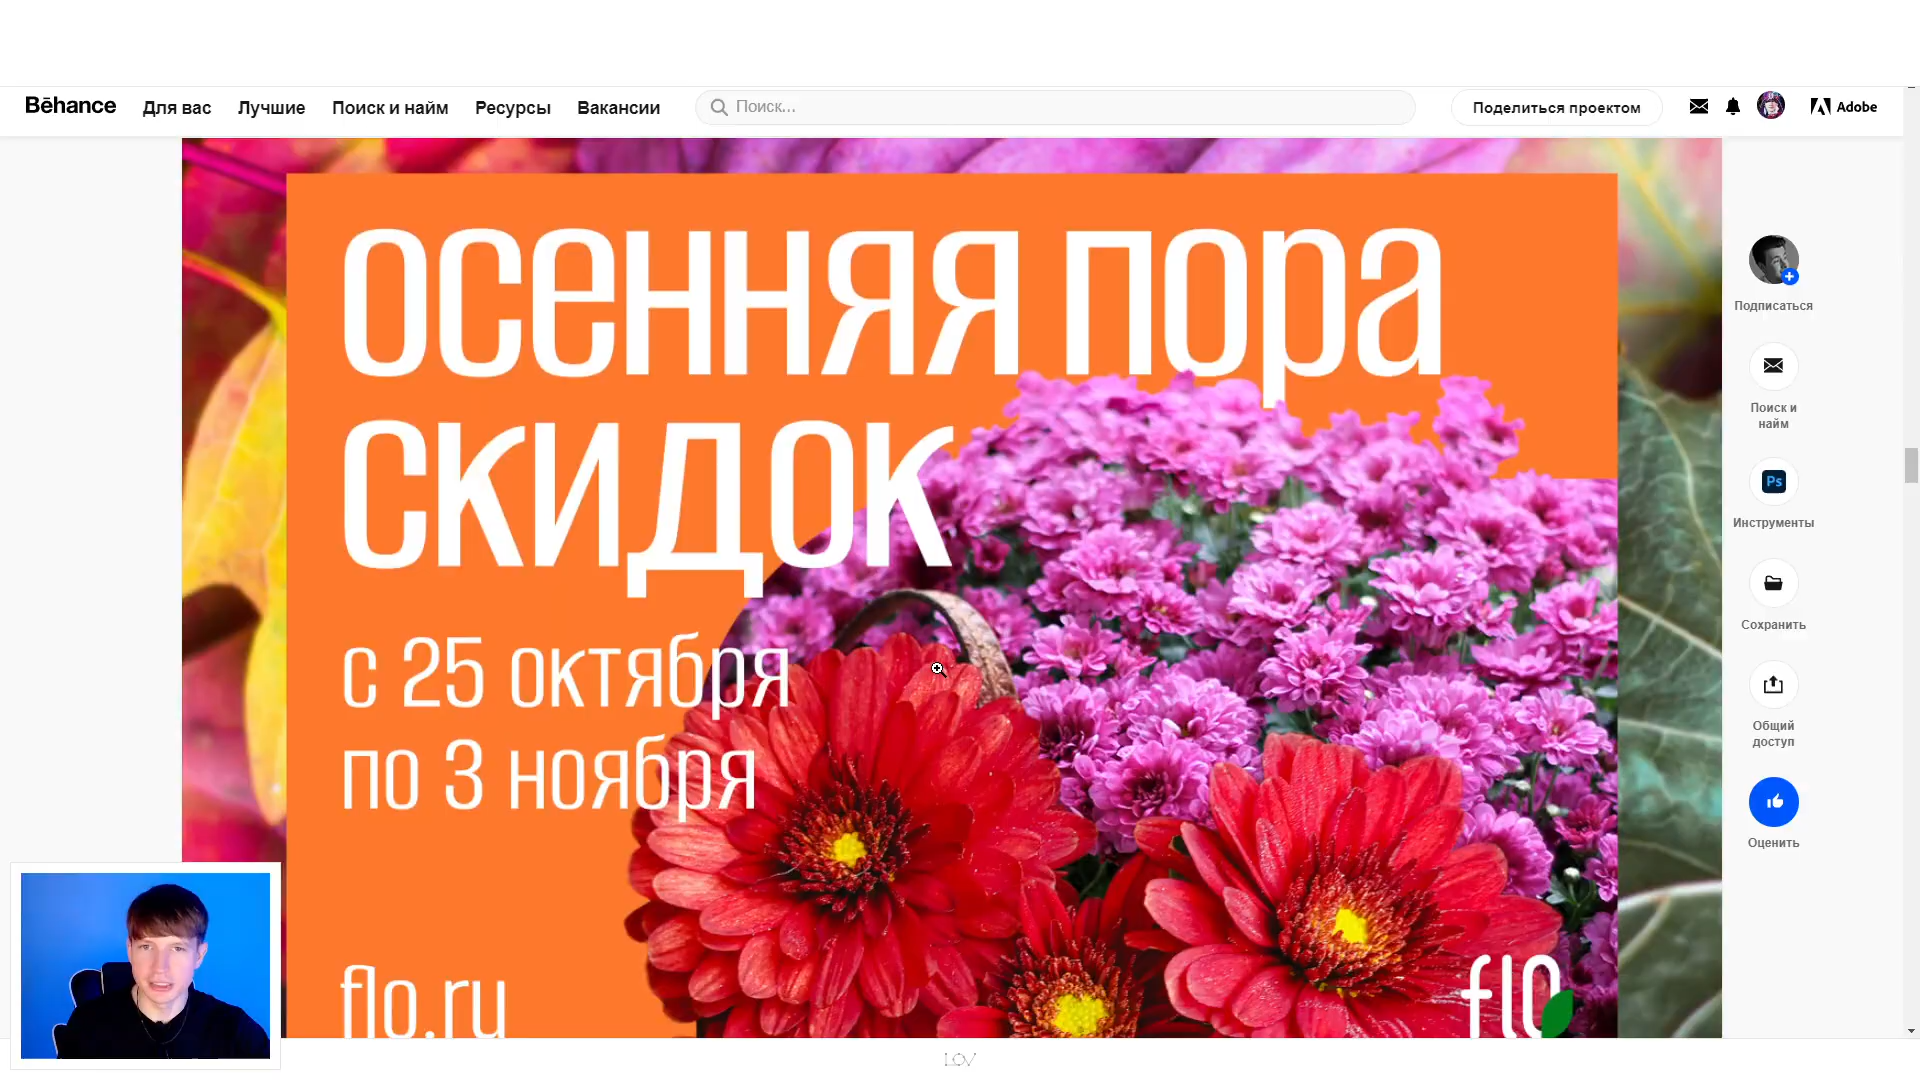 Bēhance
Для вас
Лучшие
Поиск и найм
Ресурсы
Вакансии
Поиск...
Поделиться проектом
Adobe
осенняя пора
скидок
с 25 октября
по 3 ноября
flo.ru
flo
Подписаться
Поиск и
найм
Ps
Инструменты
Сохранить
Общий
доступ
Оценить
LOV